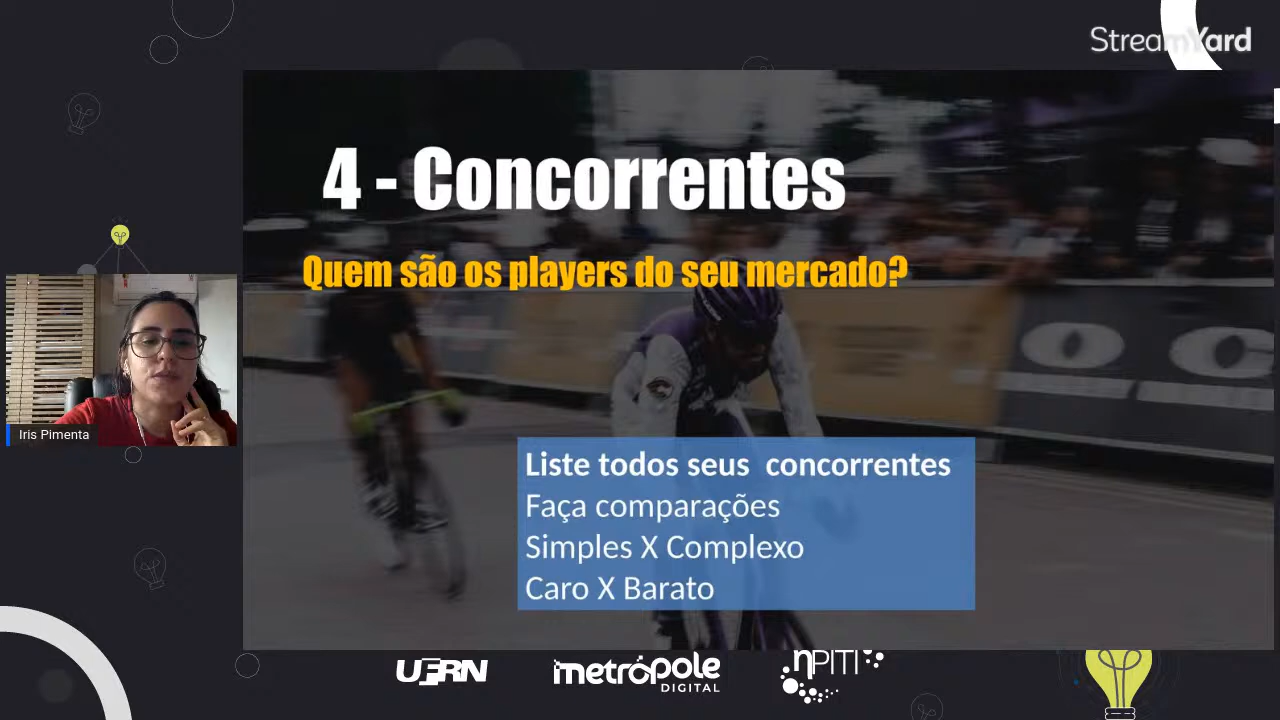 StreamYard
4 - Concorrentes
Quem são os players do seu mercado?
Iris Pimenta
Liste todos seus concorrentes
Faça comparações
Simples X Complexo
Caro X Barato
OC
UFRN
metrópole
DIGITAL
nPITI